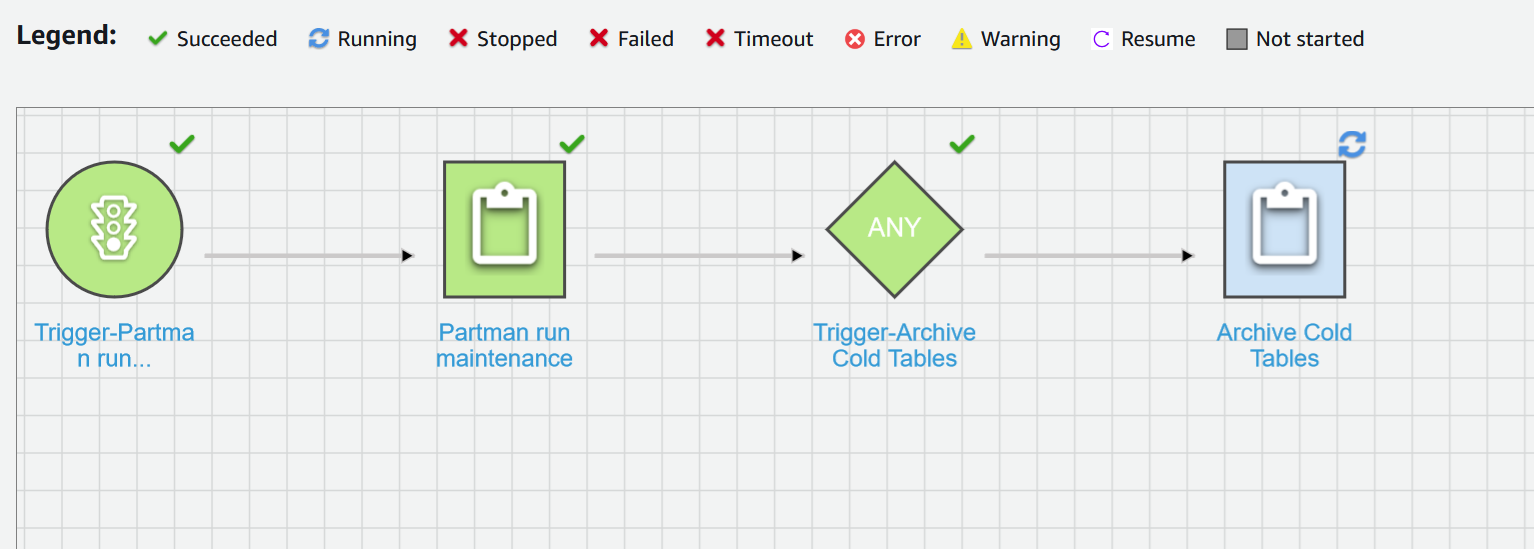 Legend: Succeeded Running Stopped Failed Timeout Error Warning Resume Not started
ANY
Trigger-Partma
n run...
Partman run
maintenance
Trigger-Archive
Cold Tables
Archive Cold
Tables